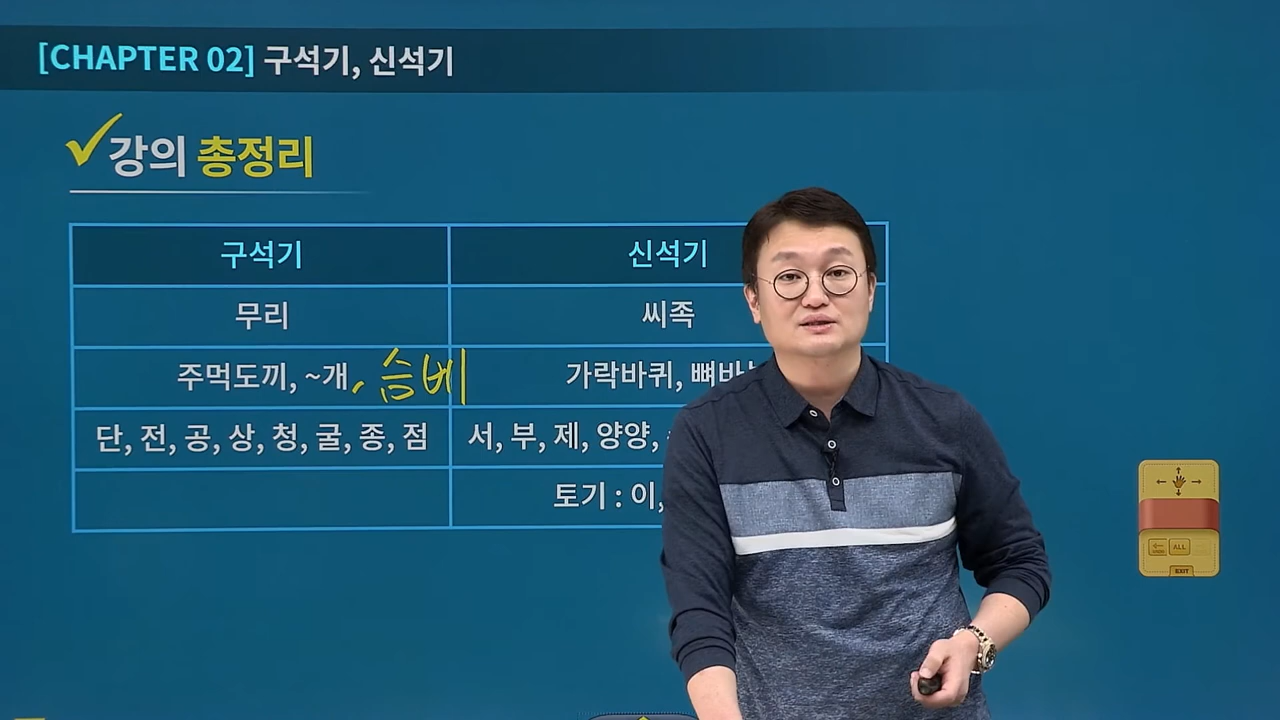 [CHAPTER 02] 구석기, 신석기
강의 총정리
구석기 신석기
무리 씨족
주먹도끼, ~개, 슴베 가락바퀴,
단, 전, 공, 상, 청, 굴, 종, 점 서, 부, 제, 양양,
토기 : 이,
ALL
EXIT